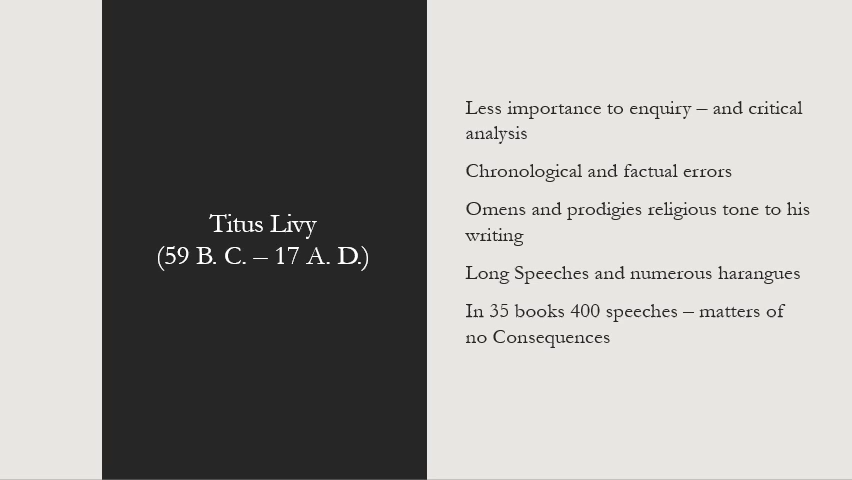 Titus Livy
(59 B. C. – 17 A. D.)
Less importance to enquiry – and critical
analysis
Chronological and factual errors
Omens and prodigies religious tone to his
writing
Long Speeches and numerous harangues
In 35 books 400 speeches – matters of
no Consequences